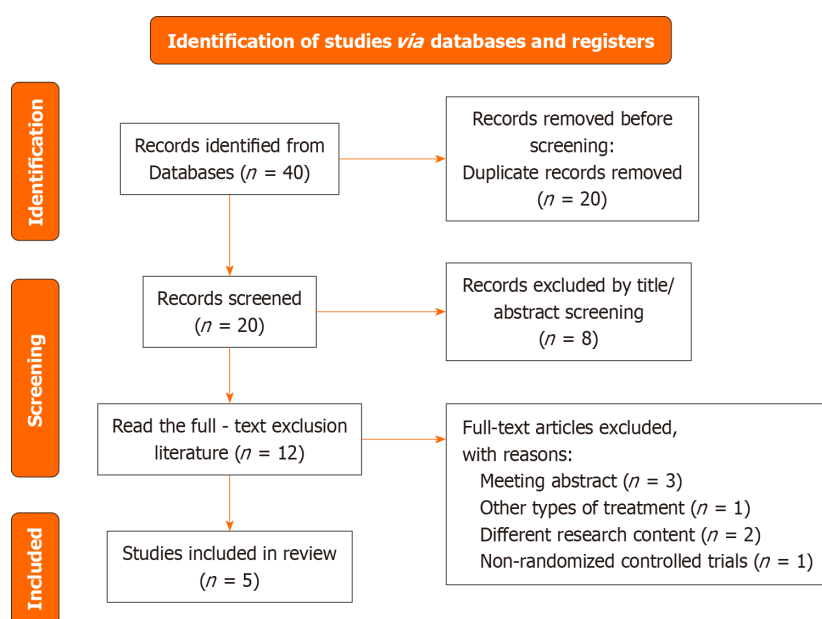 Identification of studies via databases and registers
Identification
Records identified from
Databases (n = 40)
Records removed before
screening:
Duplicate records removed
(n = 20)
Screening
Records screened
(n = 20)
Records excluded by title/
abstract screening
(n = 8)
Read the full - text exclusion
literature (n = 12)
Full-text articles excluded,
with reasons:
Meeting abstract (n = 3)
Other types of treatment (n = 1)
Different research content (n = 2)
Non-randomized controlled trials (n = 1)
Included
Studies included in review
(n = 5)